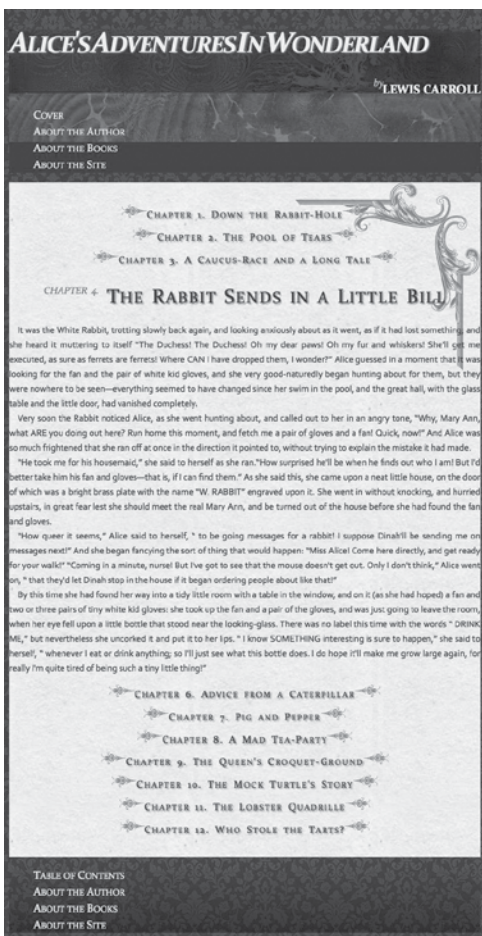 ALICE'S ADVENTURES IN WONDERLAND
by LEWIS CARROLL
COVER
ABOUT THE AUTHOR
ABOUT THE BOOKS
ABOUT THE SITE
CHAPTER 1. DOWN THE RABBIT-HOLE
CHAPTER 2. THE POOL OF TEARS
CHAPTER 3. A CAUCUS-RACE AND A LONG TALE
CHAPTER 4. THE RABBIT SENDS IN A LITTLE BILL
It was the White Rabbit, trotting slowly back again, and looking anxiously about as it went, as if it had lost something, and
she heard it muttering to itself "The Duchess! The Duchess! Oh my dear paws! Oh my fur and whiskers! She'll get me
executed, as sure as ferrets are ferrets! Where CAN I have dropped them, I wonder?" Alice guessed in a moment that it was
looking for the fan and the pair of white kid gloves, and she very good-naturedly began hunting about for them, but they
were nowhere to be seen—everything seemed to have changed since her swim in the pool, and the great hall, with the glass
table and the little door, had vanished completely.
Very soon the Rabbit noticed Alice, as she went hunting about, and called out to her in an angry tone, "Why, Mary Ann,
what ARE you doing out here? Run home this moment, and fetch me a pair of gloves and a fan! Quick, now!" And Alice was
so much frightened that she ran off at once in the direction it pointed to, without trying to explain the mistake it had made.
"He took me for his housemaid," she said to herself as she ran."How surprised he'll be when he finds out who I am! But I'd
better take him his fan and gloves—that is, if I can find them." As she said this, she came upon a neat little house, on the door
of which was a bright brass plate with the name "W. RABBIT" engraved upon it. She went in without knocking, and hurried
upstairs, in great fear lest she should meet the real Mary Ann, and be turned out of the house before she had found the fan
and gloves.
"How queer it seems," Alice said to herself, " to be going messages for a rabbit! I suppose Dinah'll be sending me on
messages next!" And she began fancying the sort of thing that would happen: "Miss Alice! Come here directly, and get ready
for your walk!" "Coming in a minute, nurse! But I've got to see that the mouse doesn't get out. Only I don't think," Alice went
on, " that they'd let Dinah stop in the house if it began ordering people about like that!"
By this time she had found her way into a tidy little room with a table in the window, and on it (as she had hoped) a fan and
two or three pairs of tiny white kid gloves: she took up the fan and a pair of the gloves, and was just going to leave the room,
when her eye fell upon a little bottle that stood near the looking-glass. There was no label this time with the words " DRINK
ME," but nevertheless she uncorked it and put it to her lips. " I know SOMETHING interesting is sure to happen," she said to
herself, " whenever I eat or drink anything; so I'll just see what this bottle does. I do hope it'll make me grow large again, for
really I'm quite tired of being such a tiny little thing!"
CHAPTER 6. ADVICE FROM A CATERPILLAR
CHAPTER 7. PIG AND PEPPER
CHAPTER 8. A MAD TEA-PARTY
CHAPTER 9. THE QUEEN'S CROQUET-GROUND
CHAPTER 10. THE MOCK TURTLE'S STORY
CHAPTER 11. THE LOBSTER QUADRILLE
CHAPTER 12. WHO STOLE THE TARTS?
TABLE OF CONTENTS
ABOUT THE AUTHOR
ABOUT THE BOOKS
ABOUT THE SITE